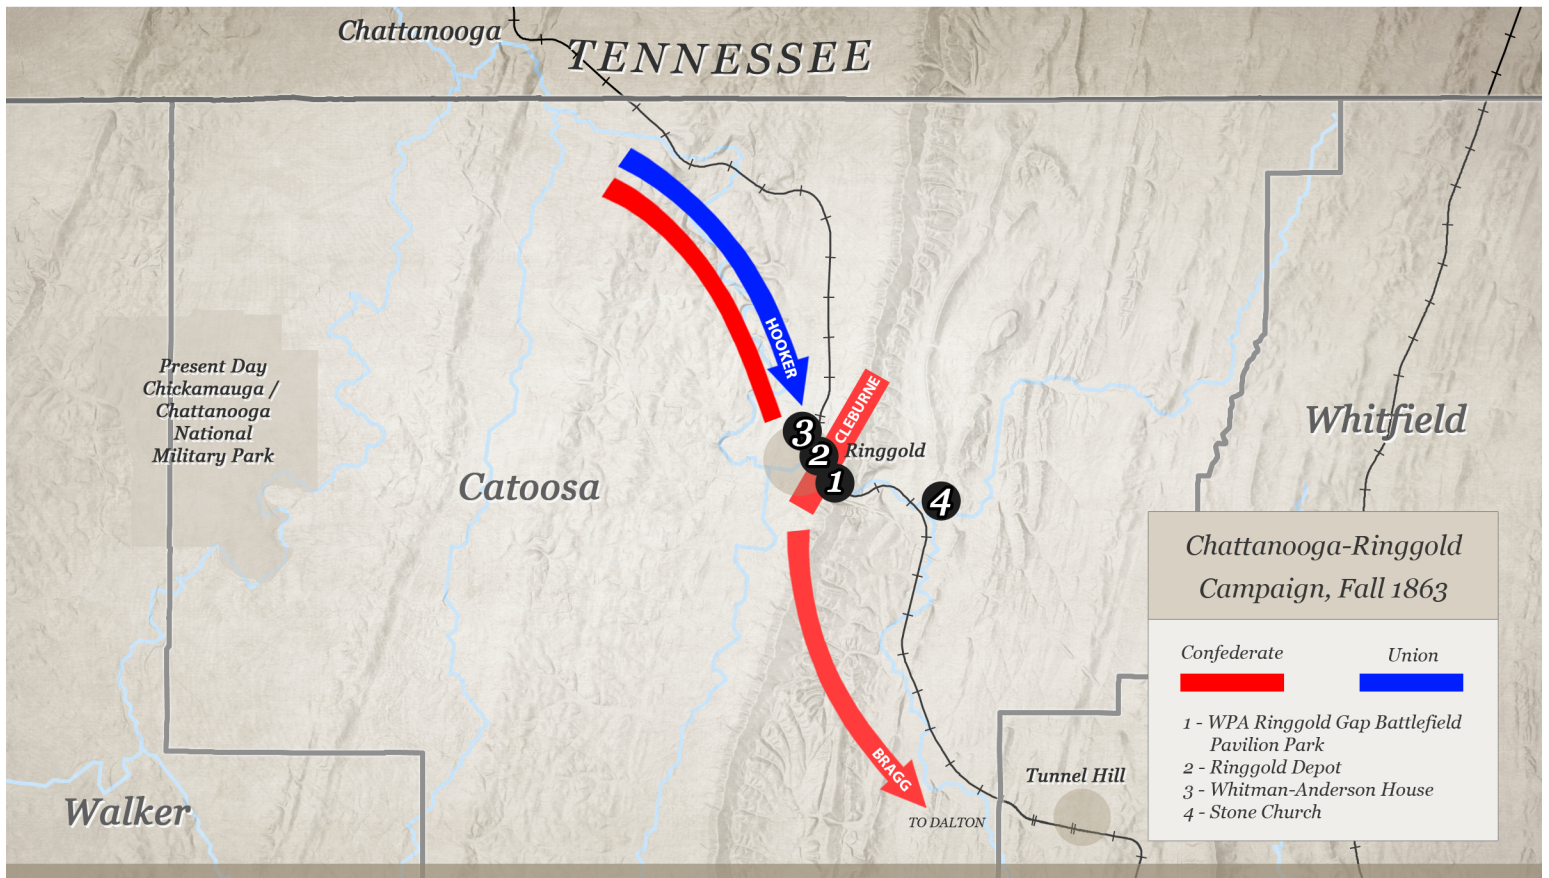 Chattanooga
TENNESSEE
HOOKER
Present Day
Chickamauga /
Chattanooga
National
Military Park
CLEBURNE
Whitfield
3
2
Ringgold
1
Catoosa
4
Chattanooga-Ringgold
Campaign, Fall 1863
Confederate
Union
1 - WPA Ringgold Gap Battlefield
Pavilion Park
2 - Ringgold Depot
3 - Whitman-Anderson House
4 - Stone Church
BRAGG
Tunnel Hill
Walker
TO DALTON